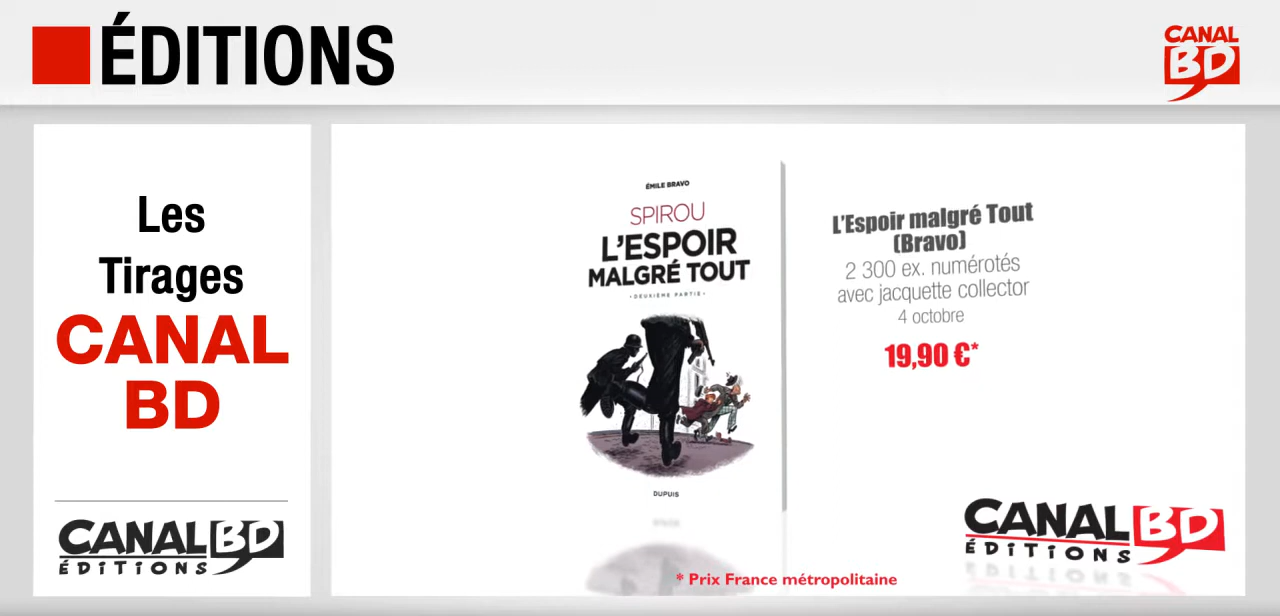 ÉDITIONS
CANAL
BD
Les
Tirages
CANAL
BD
CANAL BD
ÉDITIONS
ÉMILE BRAVO
SPIROU
L'ESPOIR
MALGRÉ TOUT
• DEUXIÈME PARTIE •
DUPUIS
L'Espoir malgré Tout
(Bravo)
2 300 ex. numérotés
avec jacquette collector
4 octobre
19,90 €*
CANAL BD
ÉDITIONS
* Prix France métropolitaine